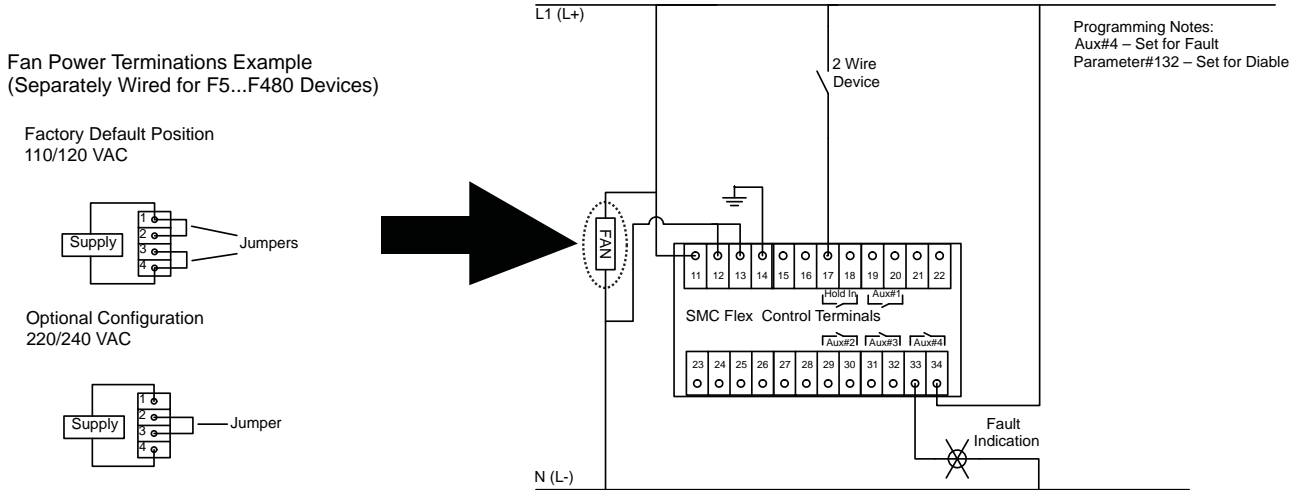 Fan Power Terminations Example
(Separately Wired for F5...F480 Devices)
Factory Default Position
110/120 VAC
Supply
1
2
3
4
Jumpers
Optional Configuration
220/240 VAC
Supply
1
2
3
4
Jumper
L1 (L+)
Programming Notes:
Aux#4 – Set for Fault
Parameter#132 – Set for Diable
2 Wire
Device
FAN
11 12 13 14 15 16 17 18 19 20 21 22
Hold In Aux#1
SMC Flex Control Terminals
Aux#2 Aux#3 Aux#4
23 24 25 26 27 28 29 30 31 32 33 34
Fault
Indication
N (L-)